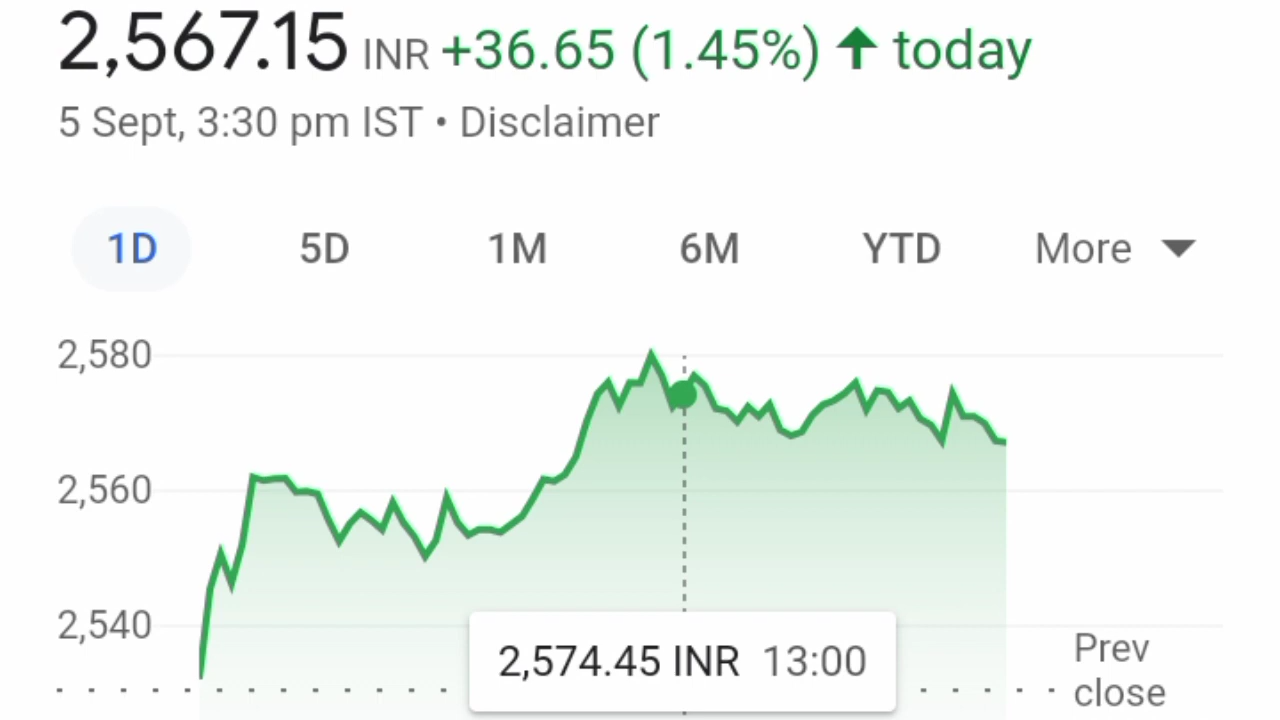 2,567.15 INR +36.65 (1.45%) ↑ today
5 Sept, 3:30 pm IST • Disclaimer
1D 5D 1M 6M YTD More
2,580
2,560
2,540
2,574.45 INR 13:00
Prev
close